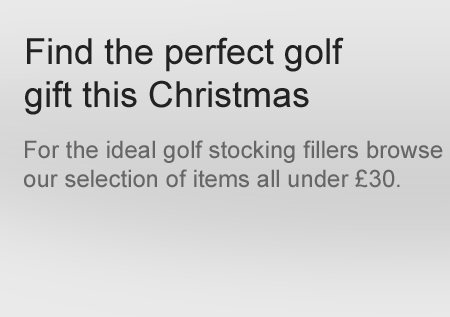 Find the perfect golf
gift this Christmas
For the ideal golf stocking fillers browse
our selection of items all under £30.